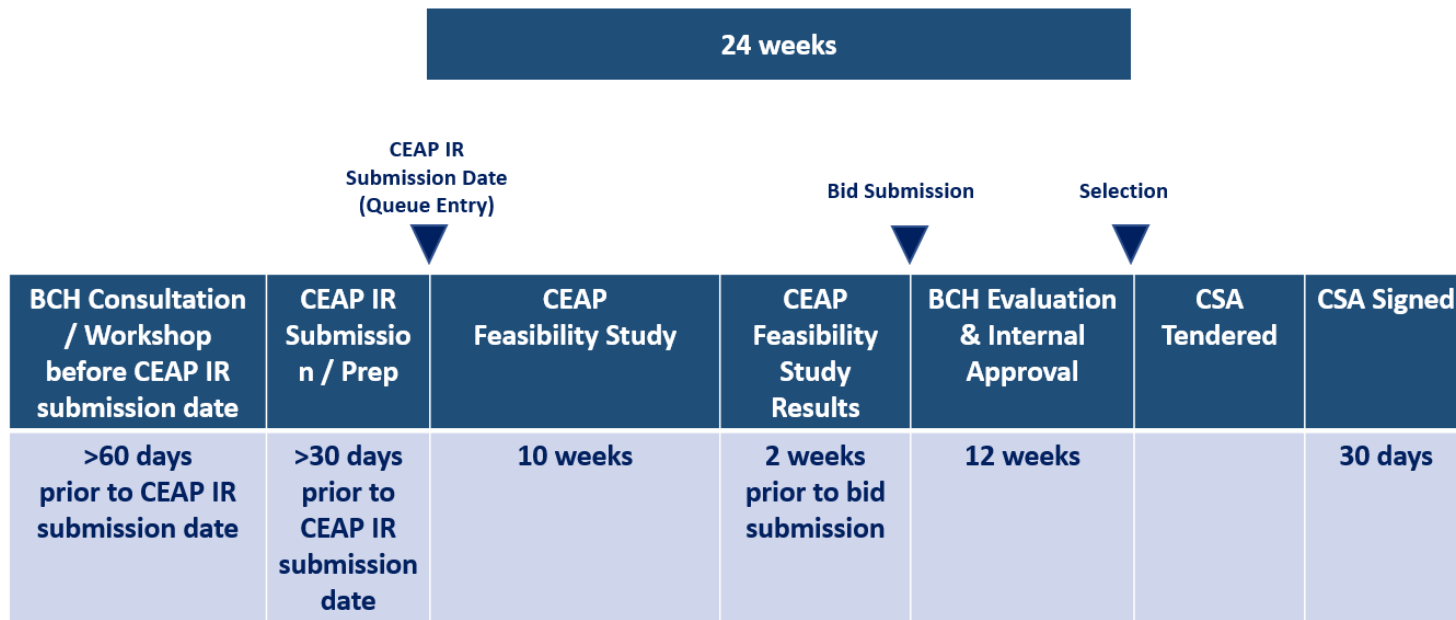 24 weeks
CEAP IR
Submission Date
(Queue Entry)
Bid Submission
Selection
BCH Consultation
/ Workshop
before CEAP IR
submission date
CEAP IR
Submissio
n / Prep
CEAP
Feasibility Study
CEAP
Feasibility
Study
Results
BCH Evaluation
& Internal
Approval
CSA
Tendered
CSA Signed
>60 days
prior to CEAP IR
submission date
>30 days
prior to
CEAP IR
submission
date
10 weeks
2 weeks
prior to bid
submission
12 weeks
30 days